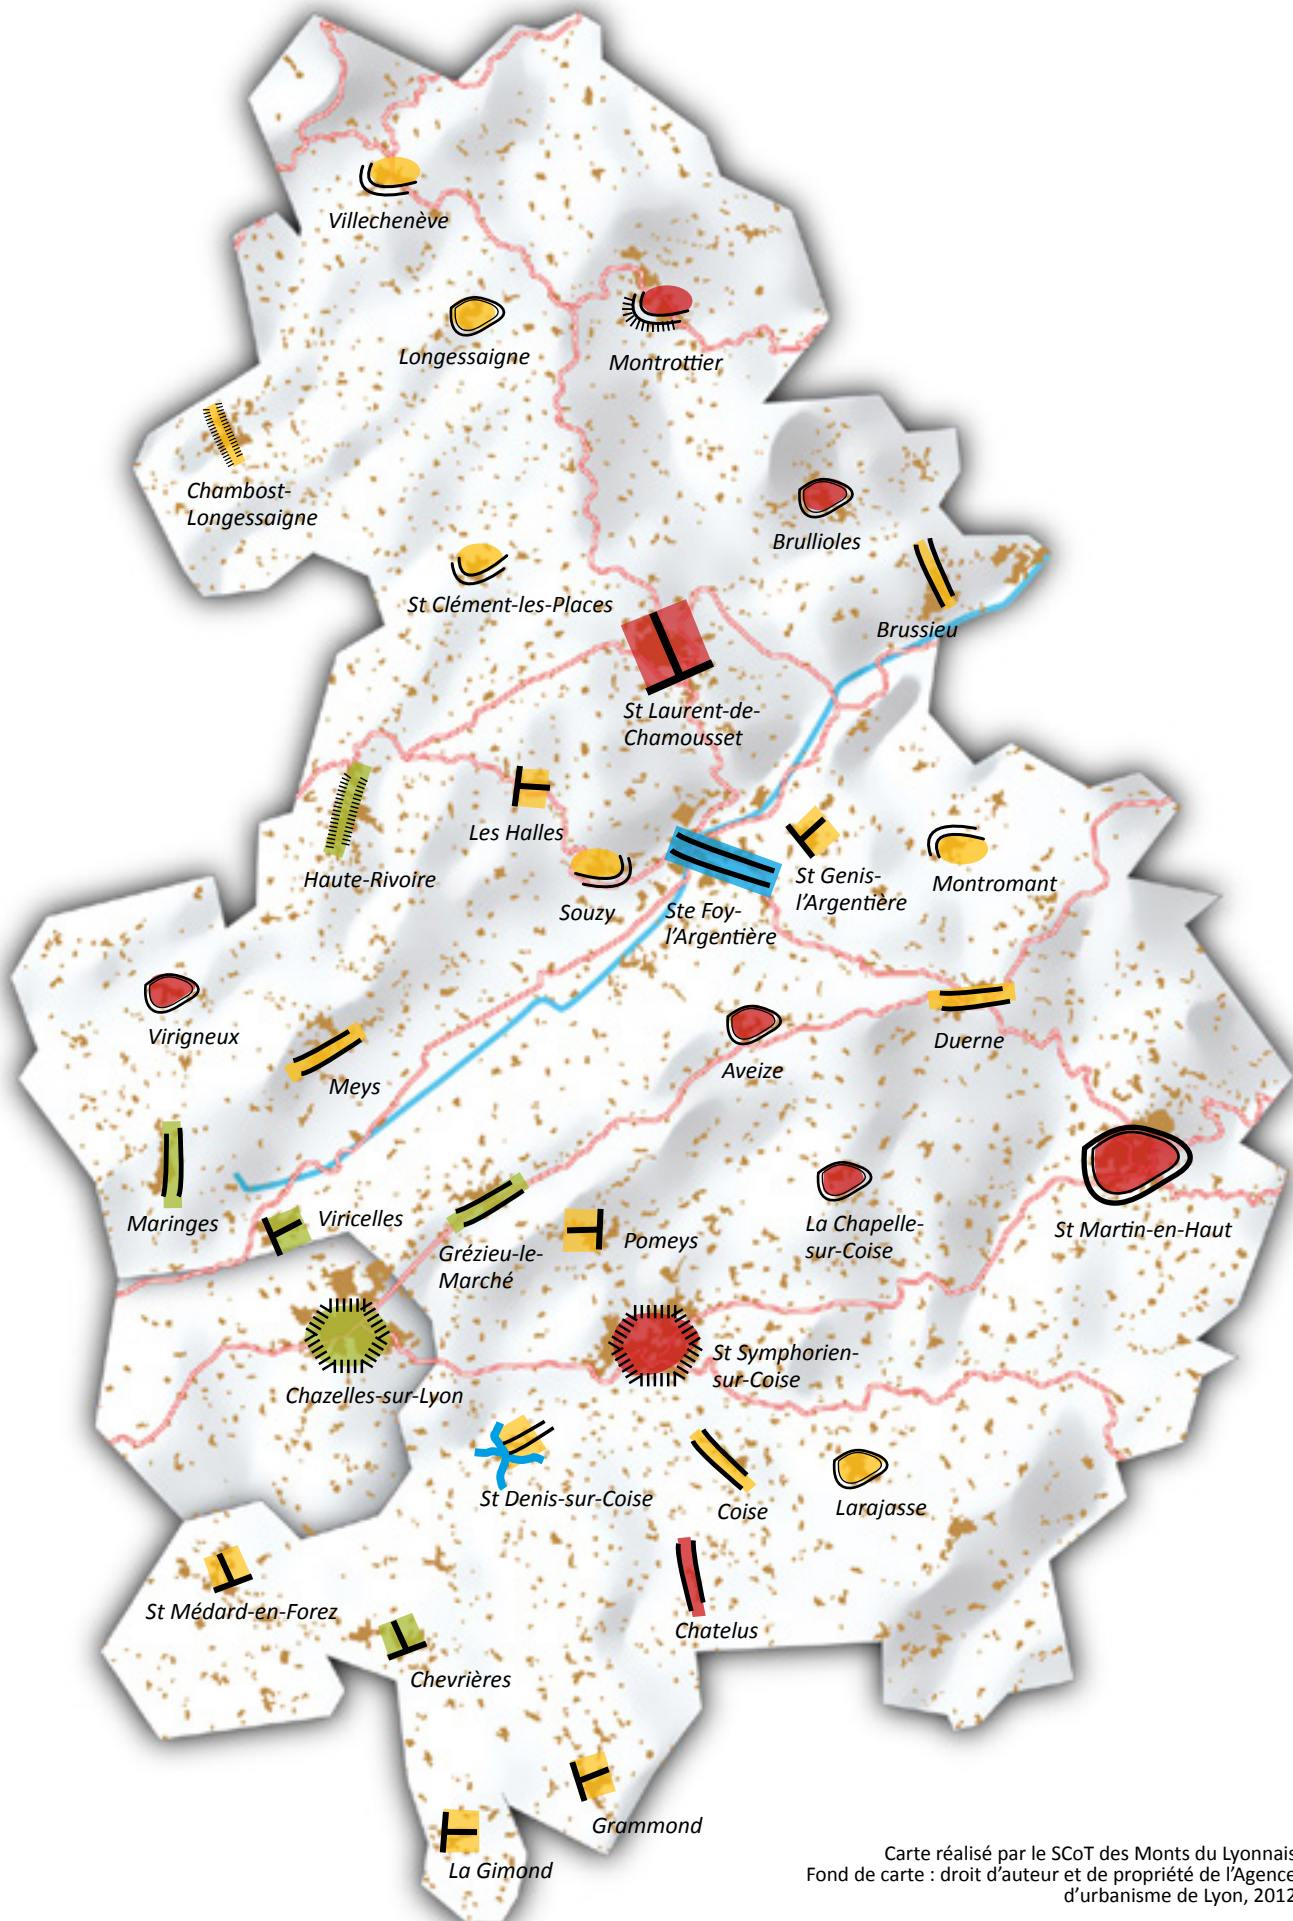 Villechenève
Longessaigne
Montrottier
Chambost-
Longessaigne
Brullioles
St Clément-les-Places
Brussieu
St Laurent-de-
Chamousset
Les Halles
Haute-Rivoire
Souzy
Ste Foy-
l'Argentière
St Genis-
l'Argentière
Montromant
Virigneux
Meys
Aveize
Duerne
Maringes
Viricelles
Grézieu-le-
Marché
Pomeys
La Chapelle-
sur-Coise
St Martin-en-Haut
Chazelles-sur-Lyon
St Symphorien-
sur-Coise
St Denis-sur-Coise
Coise
Larajasse
St Médard-en-Forez
Chatelus
Chevrières
Grammond
La Gimond
Carte réalisé par le SCoT des Monts du Lyonnais
Fond de carte : droit d'auteur et de propriété de l'Agence
d'urbanisme de Lyon, 2012